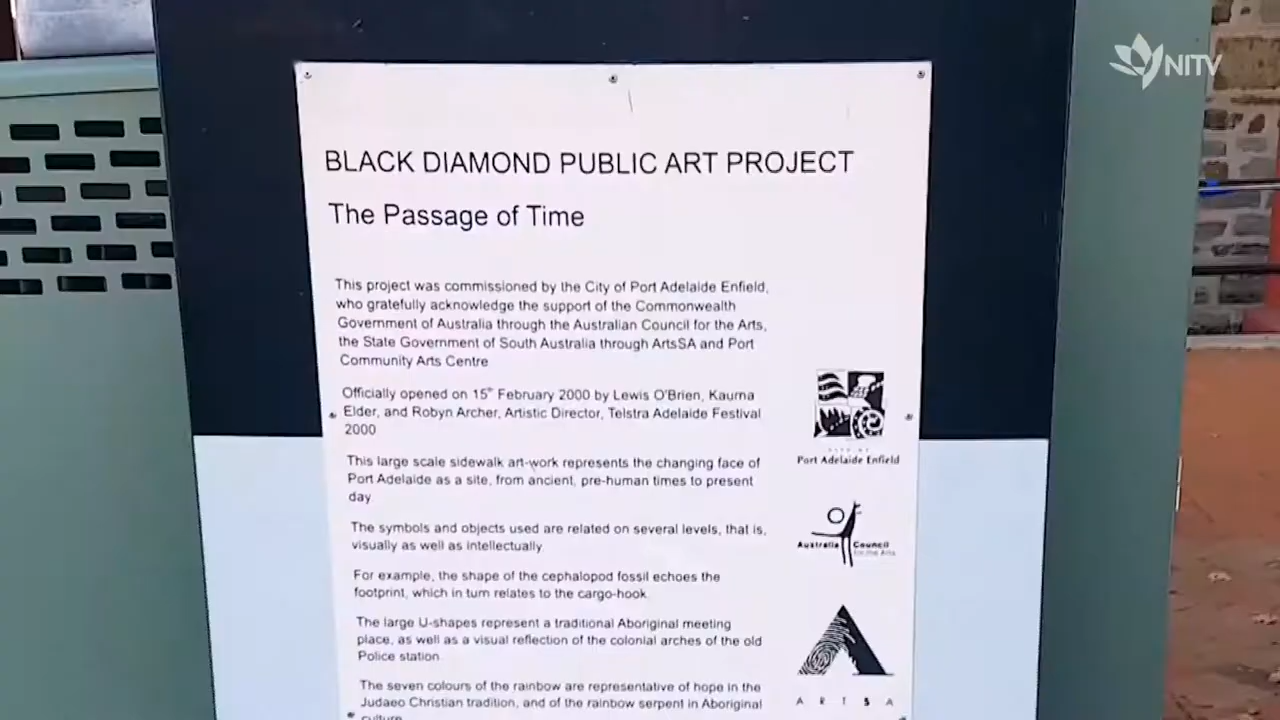 NITV
BLACK DIAMOND PUBLIC ART PROJECT
The Passage of Time
This project was commissioned by the City of Port Adelaide Enfield,
who gratefully acknowledge the support of the Commonwealth
Government of Australia through the Australian Council for the Arts,
the State Government of South Australia through ArtsSA and Port
Community Arts Centre
Officially opened on 15th February 2000 by Lewis O'Brien, Kaurna
Elder, and Robyn Archer, Artistic Director, Telstra Adelaide Festival
2000
This large scale sidewalk art-work represents the changing face of
Port Adelaide as a site, from ancient, pre-human times to present
day.
The symbols and objects used are related on several levels, that is,
visually as well as intellectually
For example, the shape of the cephalopod fossil echoes the
footprint, which in turn relates to the cargo-hook.
The large U-shapes represent a traditional Aboriginal meeting
place, as well as a visual reflection of the colonial arches of the old
Police station
The seven colours of the rainbow are representative of hope in the
Judaeo Christian tradition, and of the rainbow serpent in Aboriginal
culture
CITY OF
Port Adelaide Enfield
Australia Council
for the Arts
ARTSA